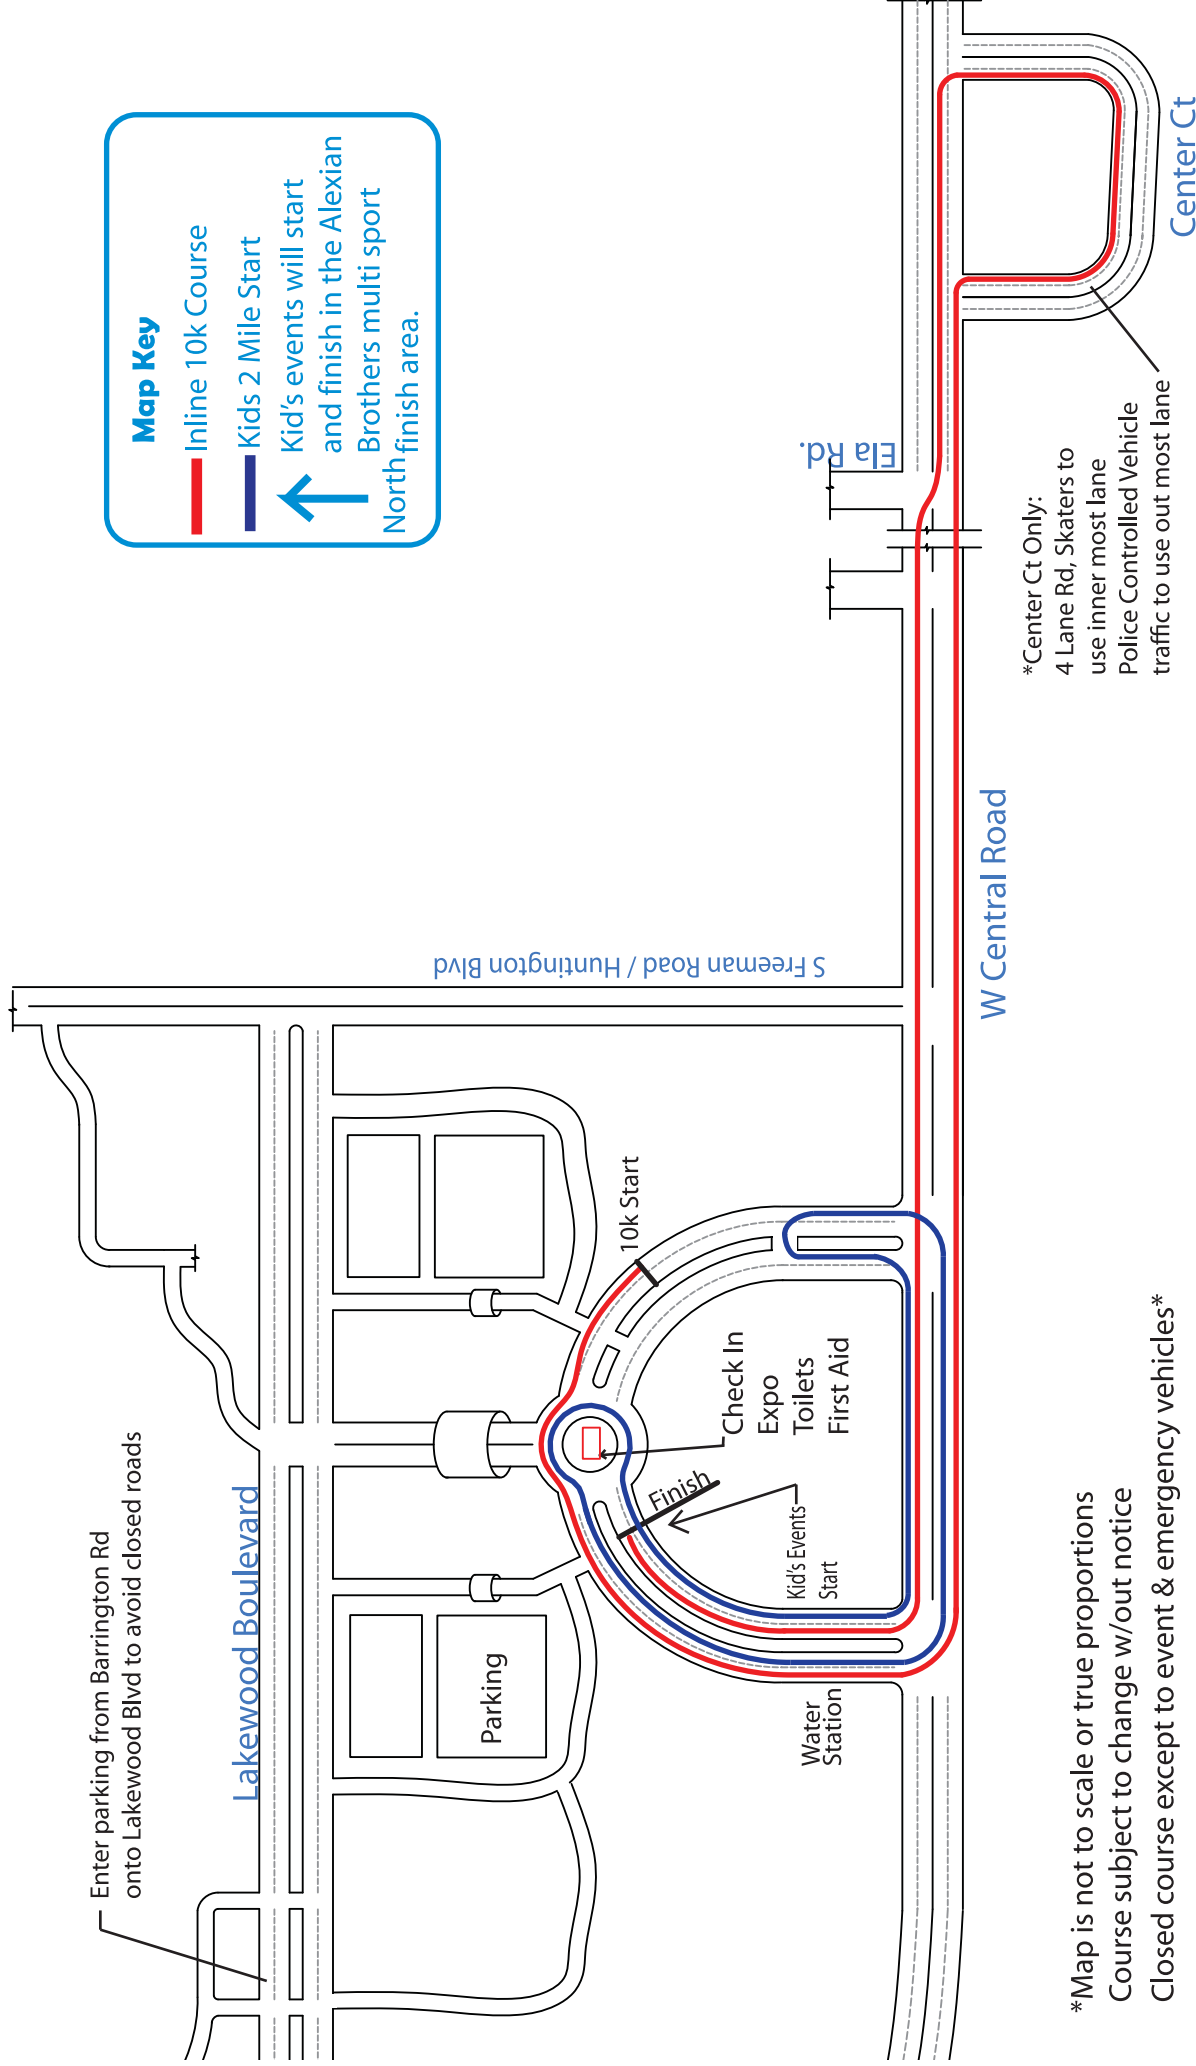 Map Key
Inline 10k Course
Kids 2 Mile Start
Kid's events will start
and finish in the Alexian
Brothers multi sport
finish area.
North
Enter parking from Barrington Rd
onto Lakewood Blvd to avoid closed roads
Lakewood Boulevard
S Freeman Road / Huntington Blvd
Ela Rd.
Center Ct
*Center Ct Only:
4 Lane Rd, Skaters to
use inner most lane
Police Controlled Vehicle
traffic to use out most lane
W Central Road
10k Start
Check In
Expo
Toilets
First Aid
Finish
Kid's Events
Start
Parking
Water
Station
*Map is not to scale or true proportions
Course subject to change w/out notice
Closed course except to event & emergency vehicles*